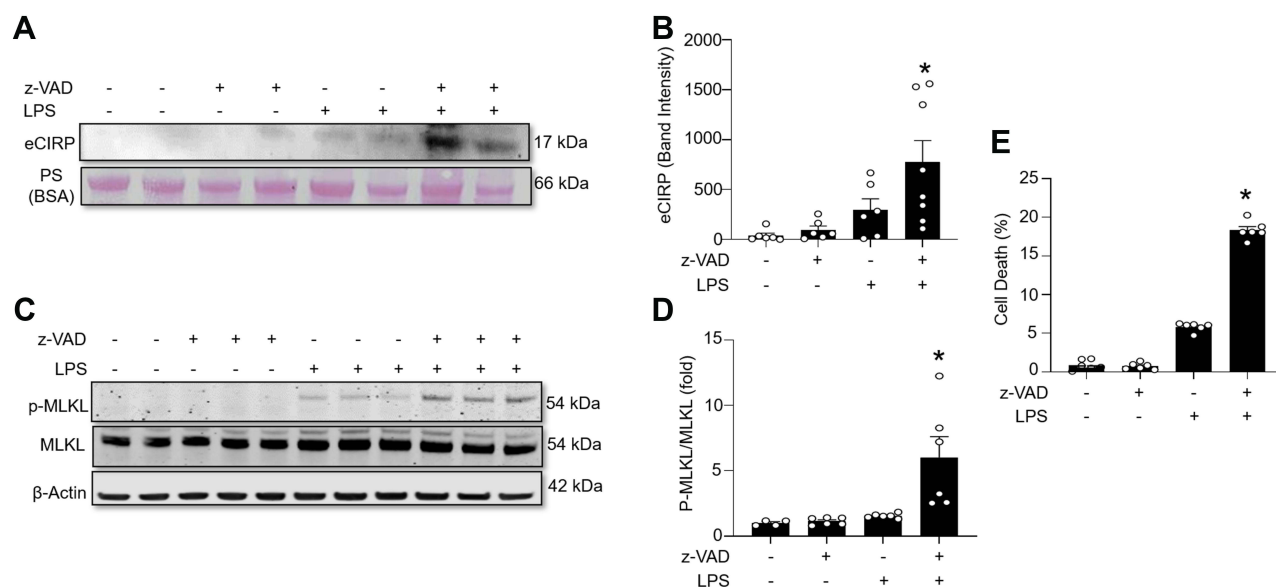 A
z-VAD - - + + - - + +
LPS - - - - + + + +
eCIRP 17 kDa
PS
(BSA) 66 kDa
B
eCIRP (Band Intensity)
2000
1500
1000
500
0
*
z-VAD - + - +
LPS - - + +
C
z-VAD - - + + + - - - + + +
LPS - - - - - + + + + + +
p-MLKL 54 kDa
MLKL 54 kDa
β-Actin 42 kDa
D
P-MLKL/MLKL (fold)
15
10
5
0
*
z-VAD - + - +
LPS - - + +
E
Cell Death (%)
25
20
15
10
5
0
*
z-VAD - + - +
LPS - - + +